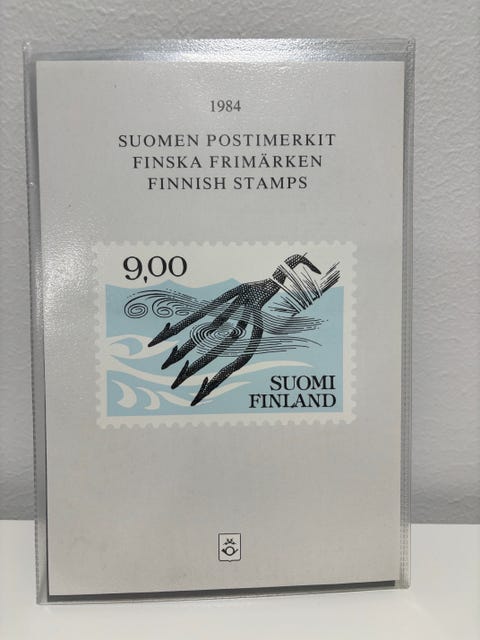 1984
SUOMEN POSTIMERKIT
FINSKA FRIMÄRKEN
FINNISH STAMPS
9,00
SUOMI
FINLAND